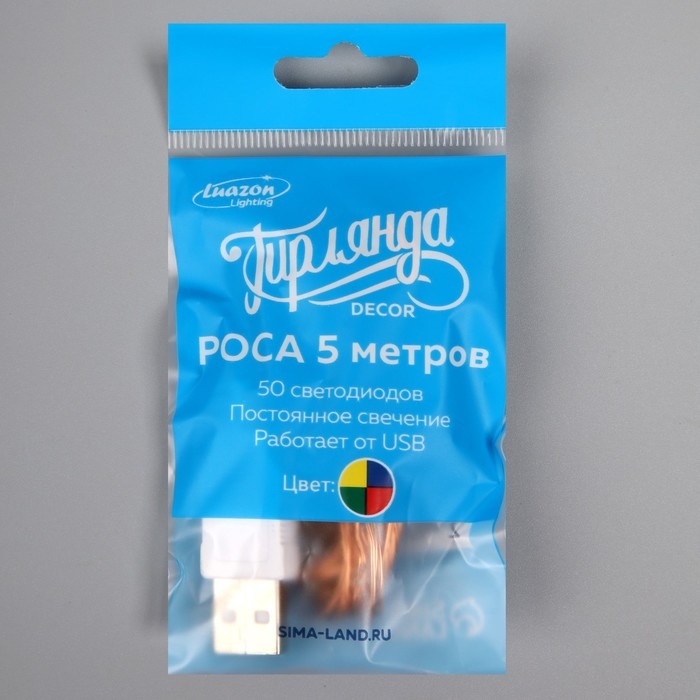 Luazon
Lighting
Гирлянда
DECOR
РОСА 5 метров
50 светодиодов
Постоянное свечение
Работает от USB
Цвет:
SIMA-LAND.RU